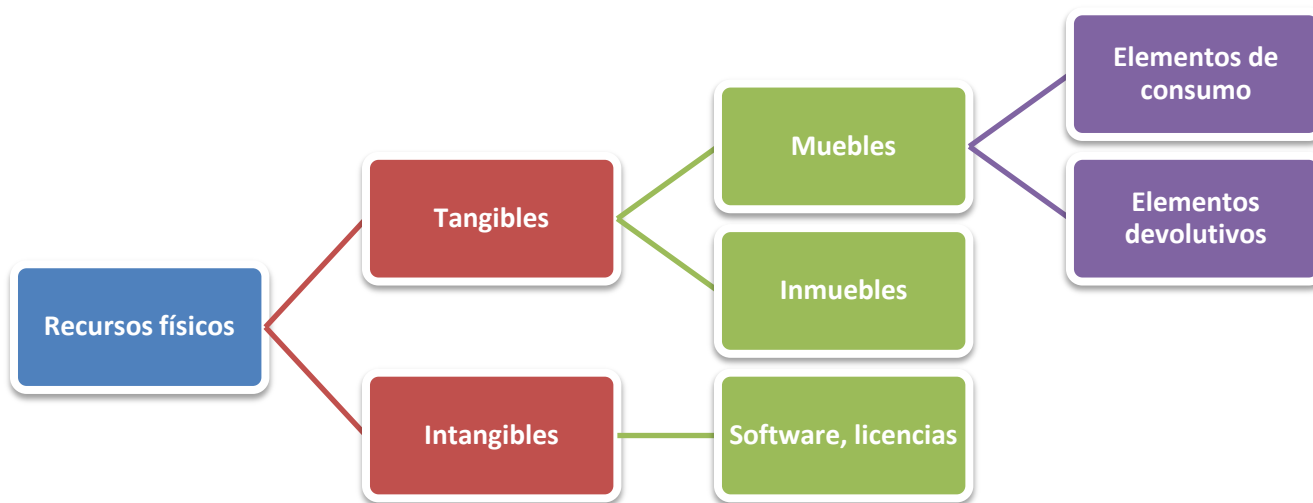 Recursos físicos
Tangibles
Intangibles
Muebles
Inmuebles
Software, licencias
Elementos de
consumo
Elementos
devolutivos